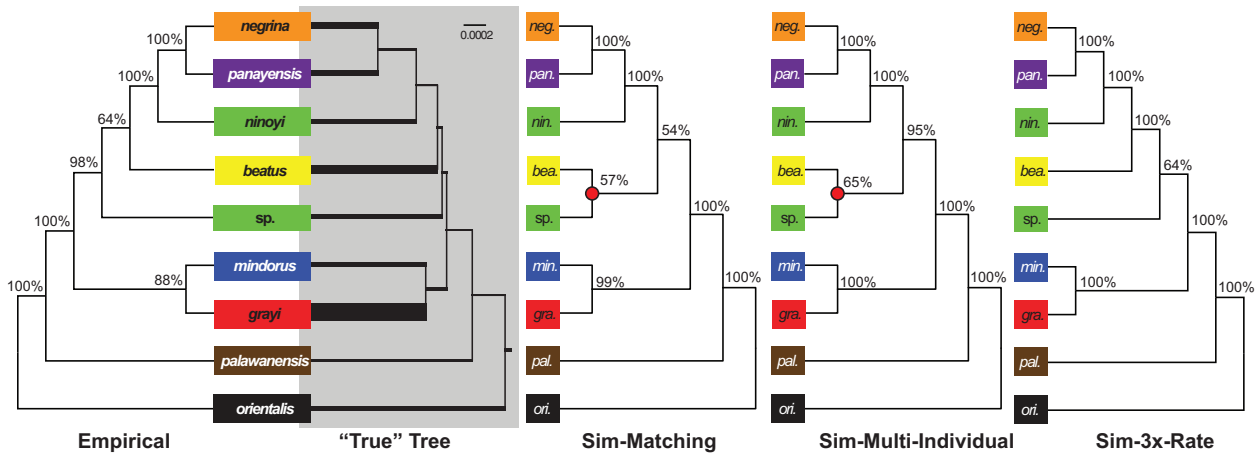 negrina
panayensis
ninoyi
beatus
sp.
mindorus
grayi
palawanensis
orientalis
100%
100%
64%
98%
100%
88%
100%
Empirical
0.0002
“True” Tree
neg.
pan.
nin.
bea.
sp.
min.
gra.
pal.
ori.
100%
100%
54%
57%
100%
99%
100%
Sim-Matching
neg.
pan.
nin.
bea.
sp.
min.
gra.
pal.
ori.
100%
100%
95%
65%
100%
100%
100%
Sim-Multi-Individual
neg.
pan.
nin.
bea.
sp.
min.
gra.
pal.
ori.
100%
100%
100%
64%
100%
100%
100%
Sim-3x-Rate